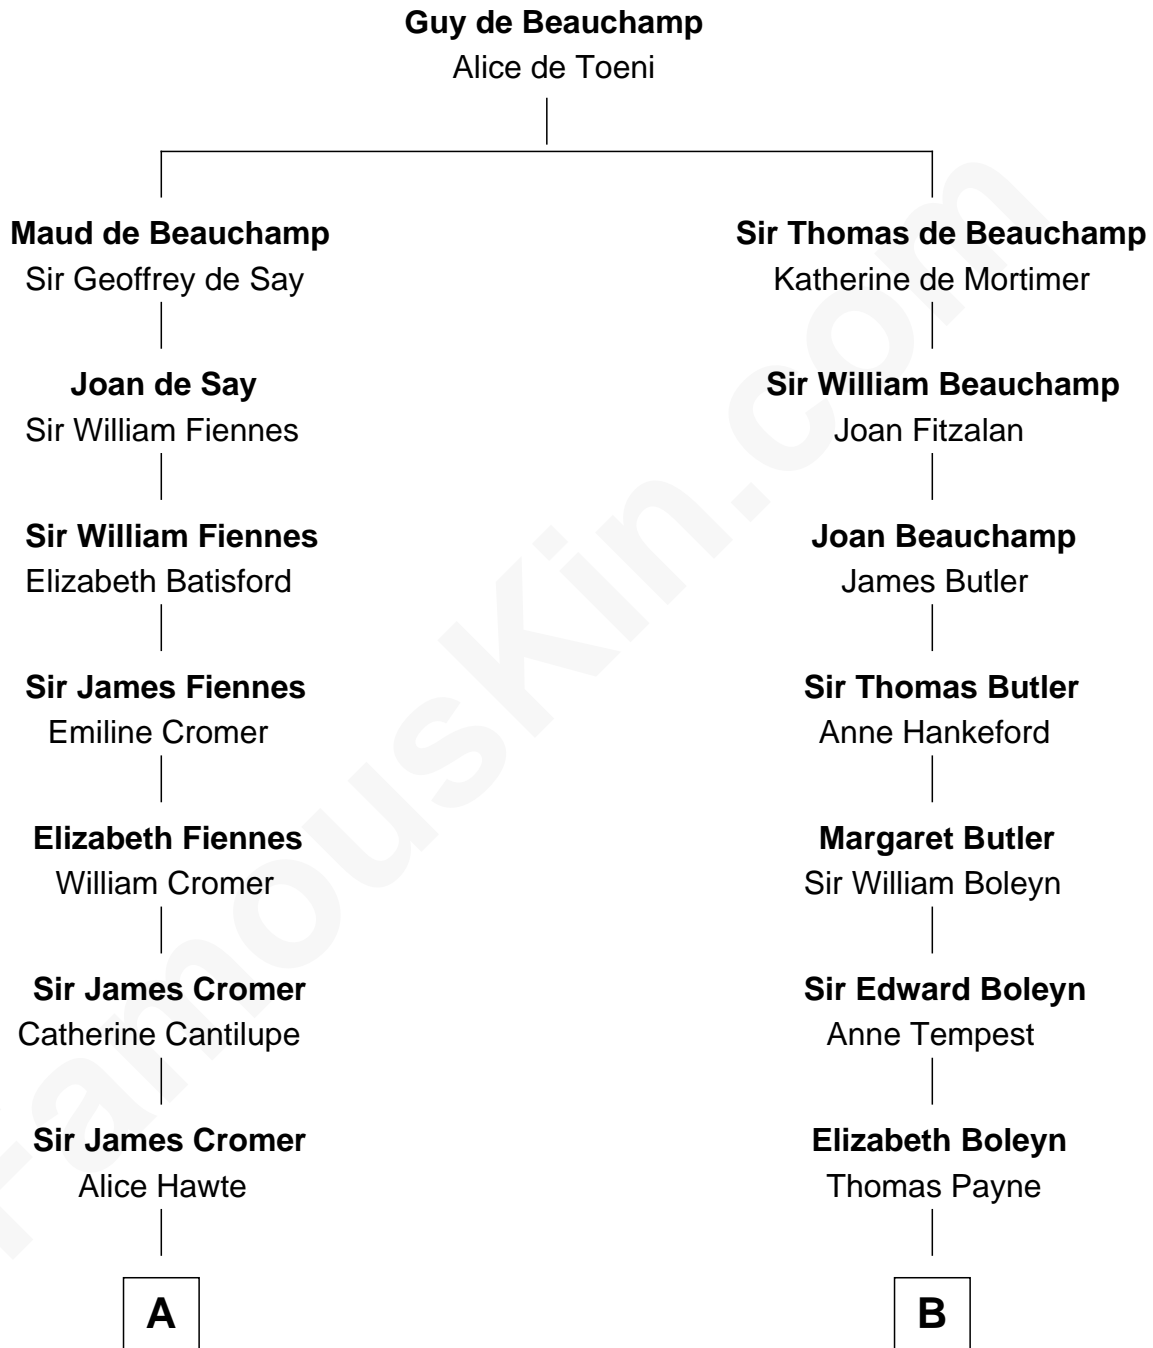 Guy de Beauchamp
Alice de Toeni
Maud de Beauchamp
Sir Geoffrey de Say
Sir Thomas de Beauchamp
Katherine de Mortimer
Joan de Say
Sir William Fiennes
Sir William Beauchamp
Joan Fitzalan
Sir William Fiennes
Elizabeth Batisford
Joan Beauchamp
James Butler
Sir James Fiennes
Emiline Cromer
Sir Thomas Butler
Anne Hankeford
Elizabeth Fiennes
William Cromer
Margaret Butler
Sir William Boleyn
Sir James Cromer
Catherine Cantilupe
Sir Edward Boleyn
Anne Tempest
Sir James Cromer
Alice Hawte
Elizabeth Boleyn
Thomas Payne
A
B
FamousKin.com